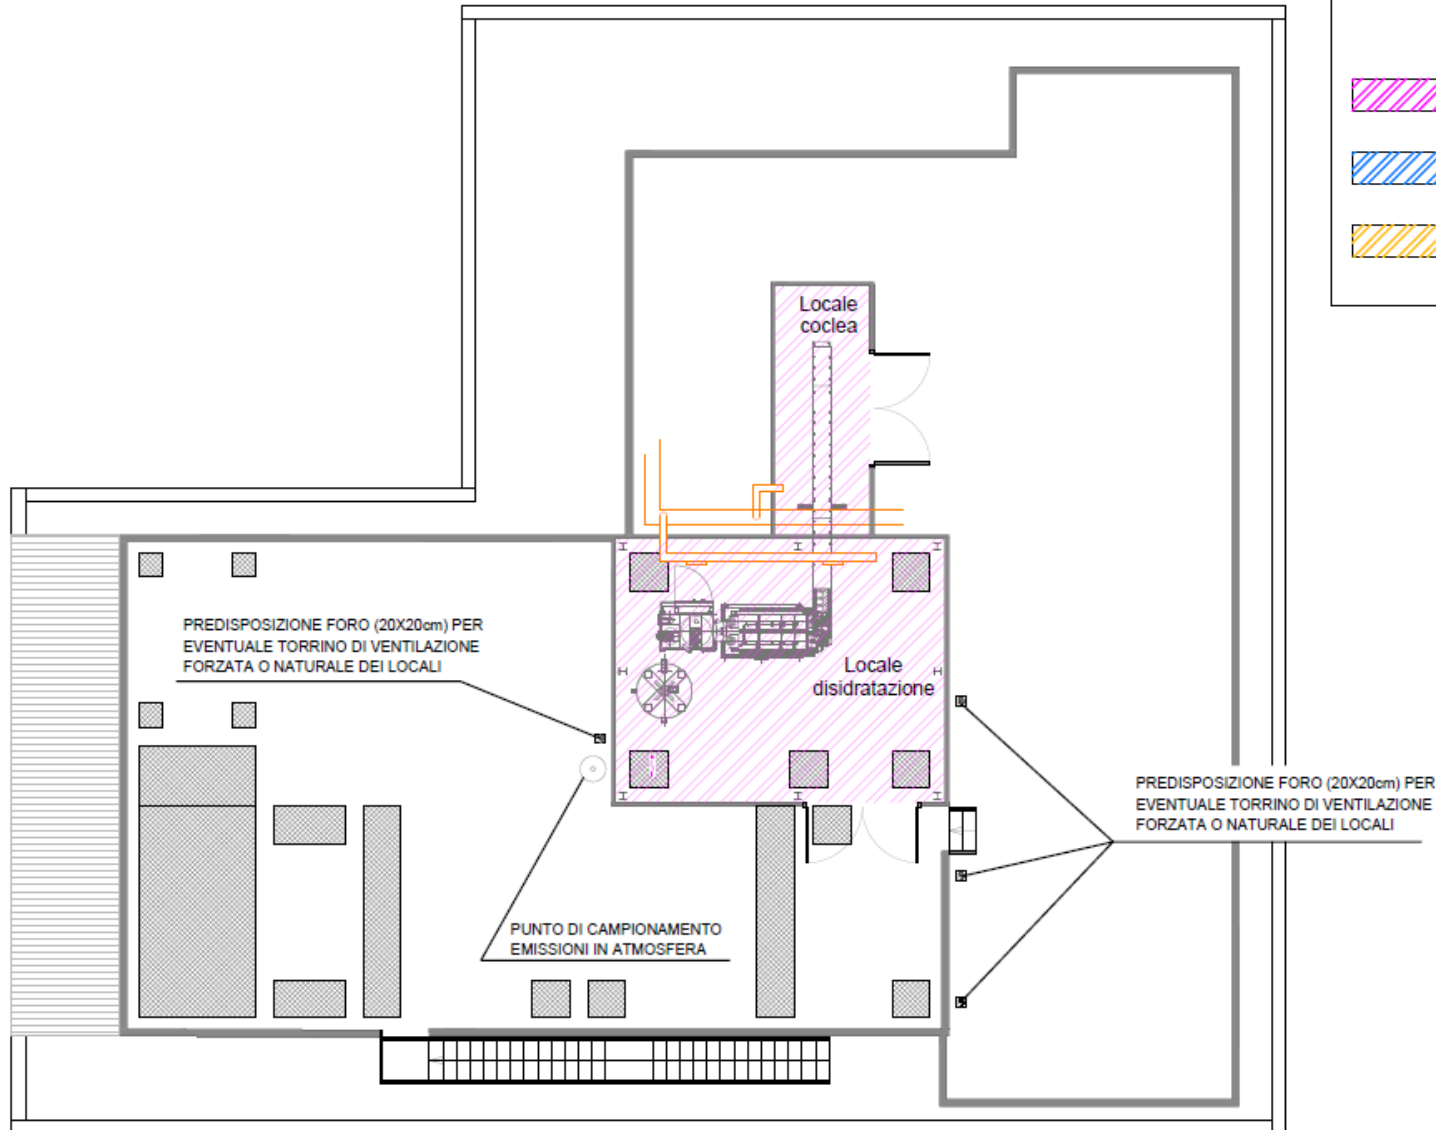 Locale
coclea
PREDISPOSIZIONE FORO (20X20cm) PER
EVENTUALE TORRINO DI VENTILAZIONE
FORZATA O NATURALE DEI LOCALI
Locale
disidratazione
PREDISPOSIZIONE FORO (20X20cm) PER
EVENTUALE TORRINO DI VENTILAZIONE
FORZATA O NATURALE DEI LOCALI
PUNTO DI CAMPIONAMENTO
EMISSIONI IN ATMOSFERA